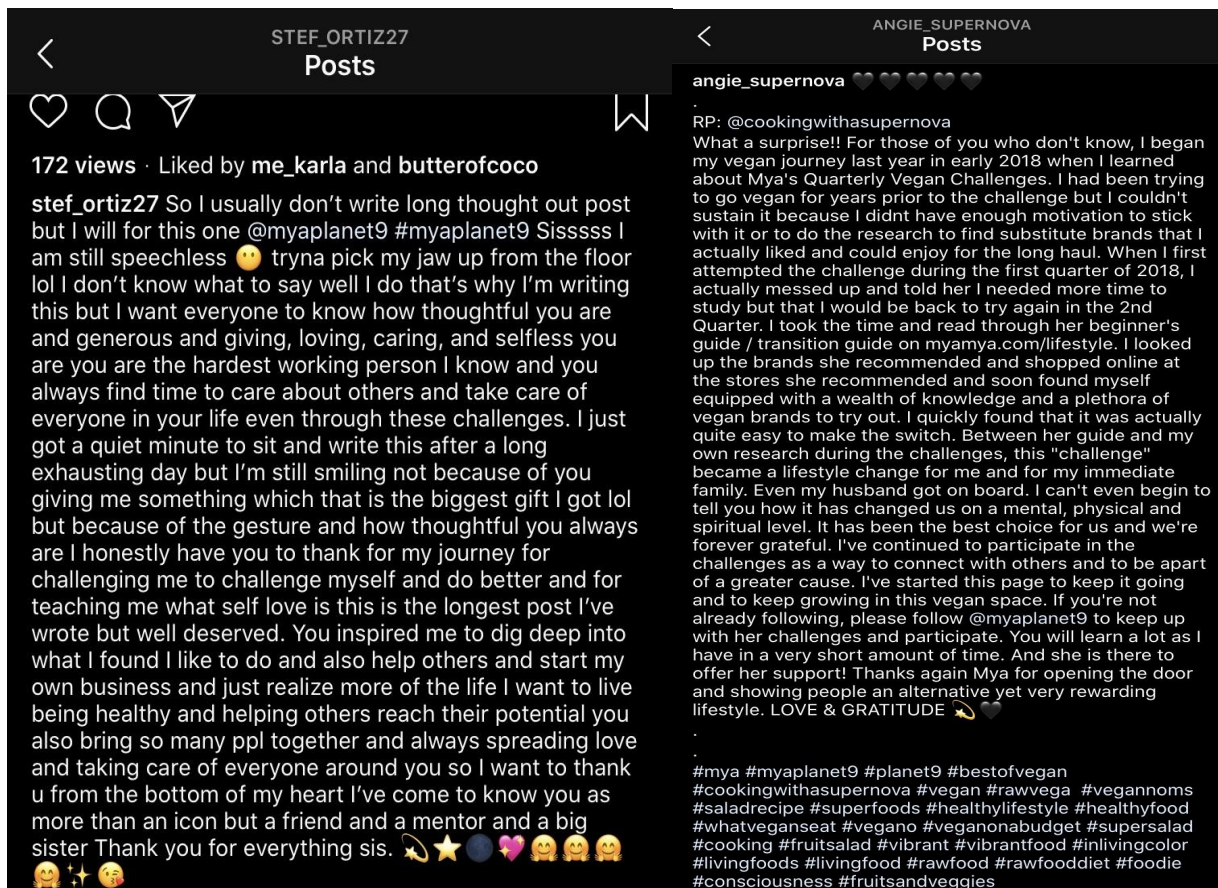 STEF_ORTIZ27
Posts
172 views · Liked by me_karla and butterofcoco
stef_ortiz27 So I usually don’t write long thought out post
but I will for this one @myaplanet9 #myaplanet9 Sisssss I
am still speechless 😶 tryna pick my jaw up from the floor
lol I don’t know what to say well I do that’s why I’m writing
this but I want everyone to know how thoughtful you are
and generous and giving, loving, caring, and selfless you
are you are the hardest working person I know and you
always find time to care about others and take care of
everyone in your life even through these challenges. I just
got a quiet minute to sit and write this after a long
exhausting day but I’m still smiling not because of you
giving me something which that is the biggest gift I got lol
but because of the gesture and how thoughtful you always
are I honestly have you to thank for my journey for
challenging me to challenge myself and do better and for
teaching me what self love is this is the longest post I’ve
wrote but well deserved. You inspired me to dig deep into
what I found I like to do and also help others and start my
own business and just realize more of the life I want to live
being healthy and helping others reach their potential you
also bring so many ppl together and always spreading love
and taking care of everyone around you so I want to thank
u from the bottom of my heart I’ve come to know you as
more than an icon but a friend and a mentor and a big
sister Thank you for everything sis. 💫⭐🌑💖🤗🤗🤗
🤗✨😘
ANGIE_SUPERNOVA
Posts
angie_supernova 🖤🖤🖤🖤🖤
.
RP: @cookingwithasupernova
What a surprise!! For those of you who don't know, I began
my vegan journey last year in early 2018 when I learned
about Mya's Quarterly Vegan Challenges. I had been trying
to go vegan for years prior to the challenge but I couldn't
sustain it because I didnt have enough motivation to stick
with it or to do the research to find substitute brands that I
actually liked and could enjoy for the long haul. When I first
attempted the challenge during the first quarter of 2018, I
actually messed up and told her I needed more time to
study but that I would be back to try again in the 2nd
Quarter. I took the time and read through her beginner's
guide / transition guide on myamya.com/lifestyle. I looked
up the brands she recommended and shopped online at
the stores she recommended and soon found myself
equipped with a wealth of knowledge and a plethora of
vegan brands to try out. I quickly found that it was actually
quite easy to make the switch. Between her guide and my
own research during the challenges, this "challenge"
became a lifestyle change for me and for my immediate
family. Even my husband got on board. I can't even begin to
tell you how it has changed us on a mental, physical and
spiritual level. It has been the best choice for us and we're
forever grateful. I've continued to participate in the
challenges as a way to connect with others and to be apart
of a greater cause. I've started this page to keep it going
and to keep growing in this vegan space. If you're not
already following, please follow @myaplanet9 to keep up
with her challenges and participate. You will learn a lot as I
have in a very short amount of time. And she is there to
offer her support! Thanks again Mya for opening the door
and showing people an alternative yet very rewarding
lifestyle. LOVE & GRATITUDE 💫🖤
.
.
#mya #myaplanet9 #planet9 #bestofvegan
#cookingwithasupernova #vegan #rawvega #vegannoms
#saladrecipe #superfoods #healthylifestyle #healthyfood
#whatveganseat #vegano #veganonabudget #supersalad
#cooking #fruitsalad #vibrant #vibrantfood #inlivingcolor
#livingfoods #livingfood #rawfood #rawfooddiet #foodie
#consciousness #fruitsandveggies